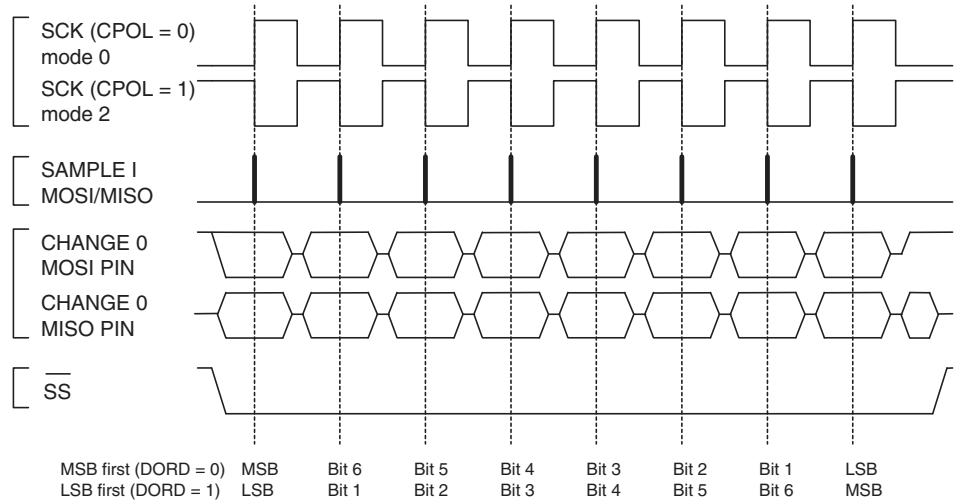 SCK (CPOL = 0)
mode 0
SCK (CPOL = 1)
mode 2
SAMPLE I
MOSI/MISO
CHANGE 0
MOSI PIN
CHANGE 0
MISO PIN
SS
MSB first (DORD = 0) MSB Bit 6 Bit 5 Bit 4 Bit 3 Bit 2 Bit 1 LSB
LSB first (DORD = 1) LSB Bit 1 Bit 2 Bit 3 Bit 4 Bit 5 Bit 6 MSB